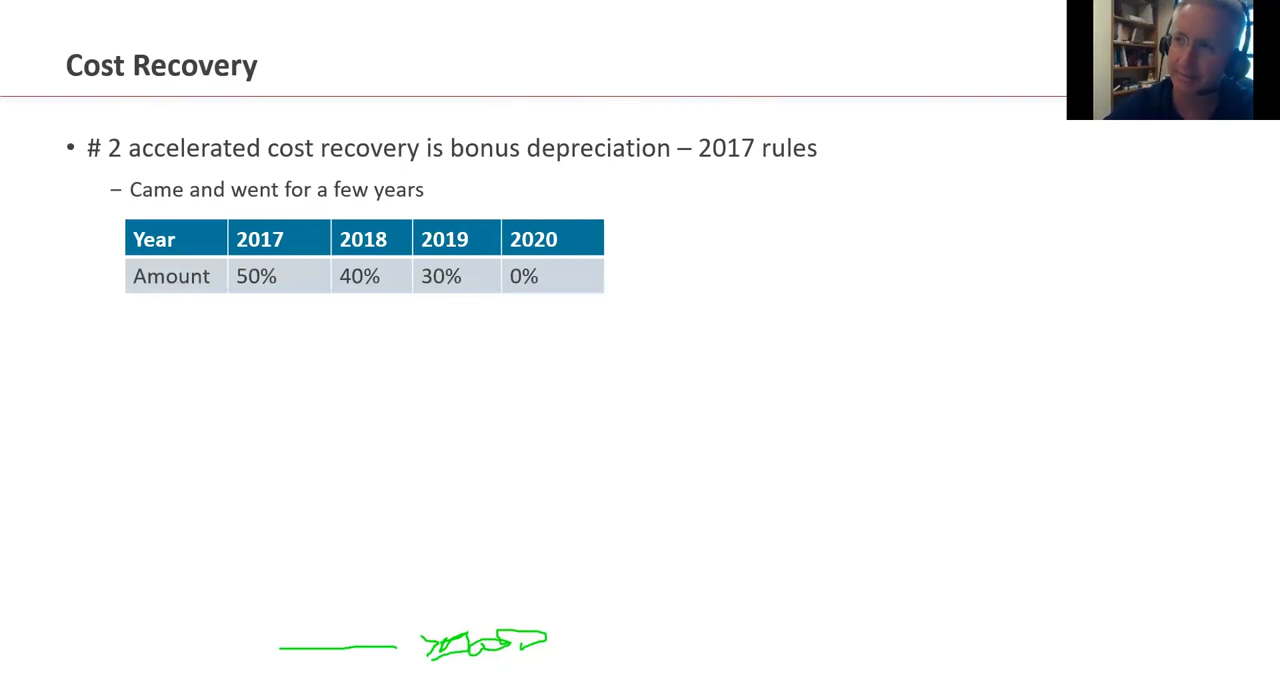 Cost Recovery
• # 2 accelerated cost recovery is bonus depreciation – 2017 rules
– Came and went for a few years
Year 2017 2018 2019 2020
Amount 50% 40% 30% 0%